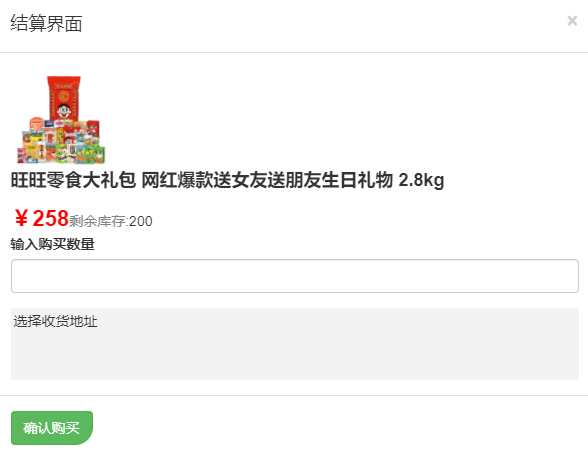 结算界面
×
旺旺零食大礼包 网红爆款送女友送朋友生日礼物 2.8kg
￥258剩余库存:200
输入购买数量
选择收货地址
确认购买